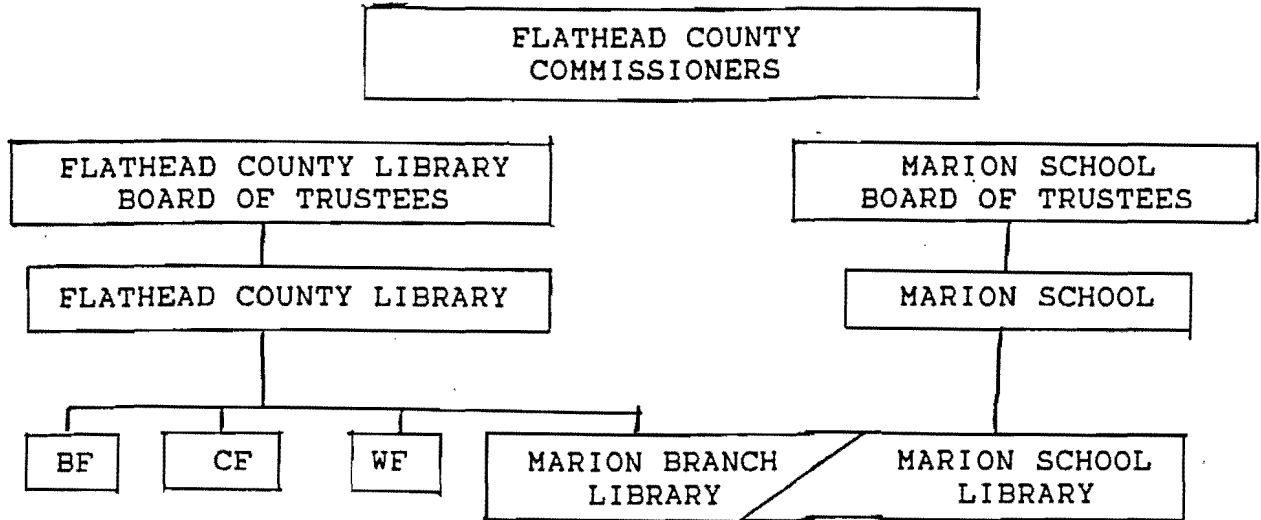 FLATHEAD COUNTY
COMMISSIONERS
FLATHEAD COUNTY LIBRARY
BOARD OF TRUSTEES
MARION SCHOOL
BOARD OF TRUSTEES
FLATHEAD COUNTY LIBRARY
MARION SCHOOL
BF
CF
WF
MARION BRANCH
LIBRARY
MARION SCHOOL
LIBRARY